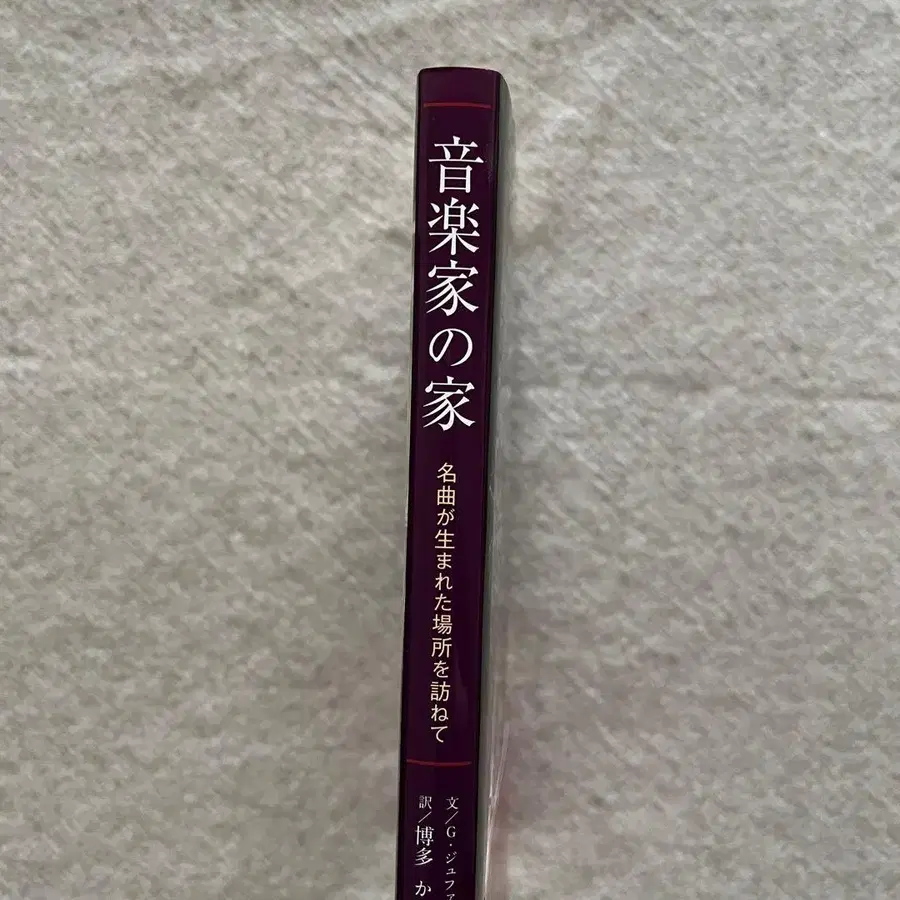 音楽家の家
名曲が生まれた場所を訪ねて
文/G・ジュファ
訳/博多 か